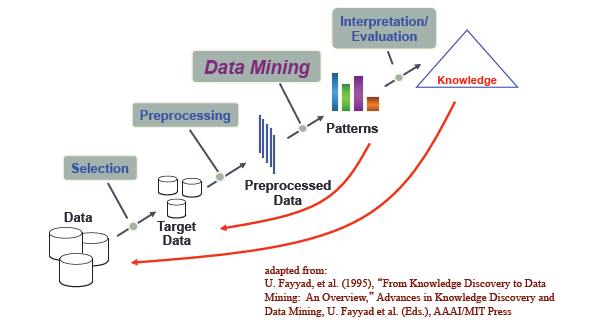 Interpretation/
Evaluation
Data Mining
Knowledge
Preprocessing
Patterns
Selection
Preprocessed
Data
Data
Target
Data
adapted from:
U. Fayyad, et al. (1995), “From Knowledge Discovery to Data
Mining:  An Overview,” Advances in Knowledge Discovery and
Data Mining, U. Fayyad et al. (Eds.), AAAI/MIT Press